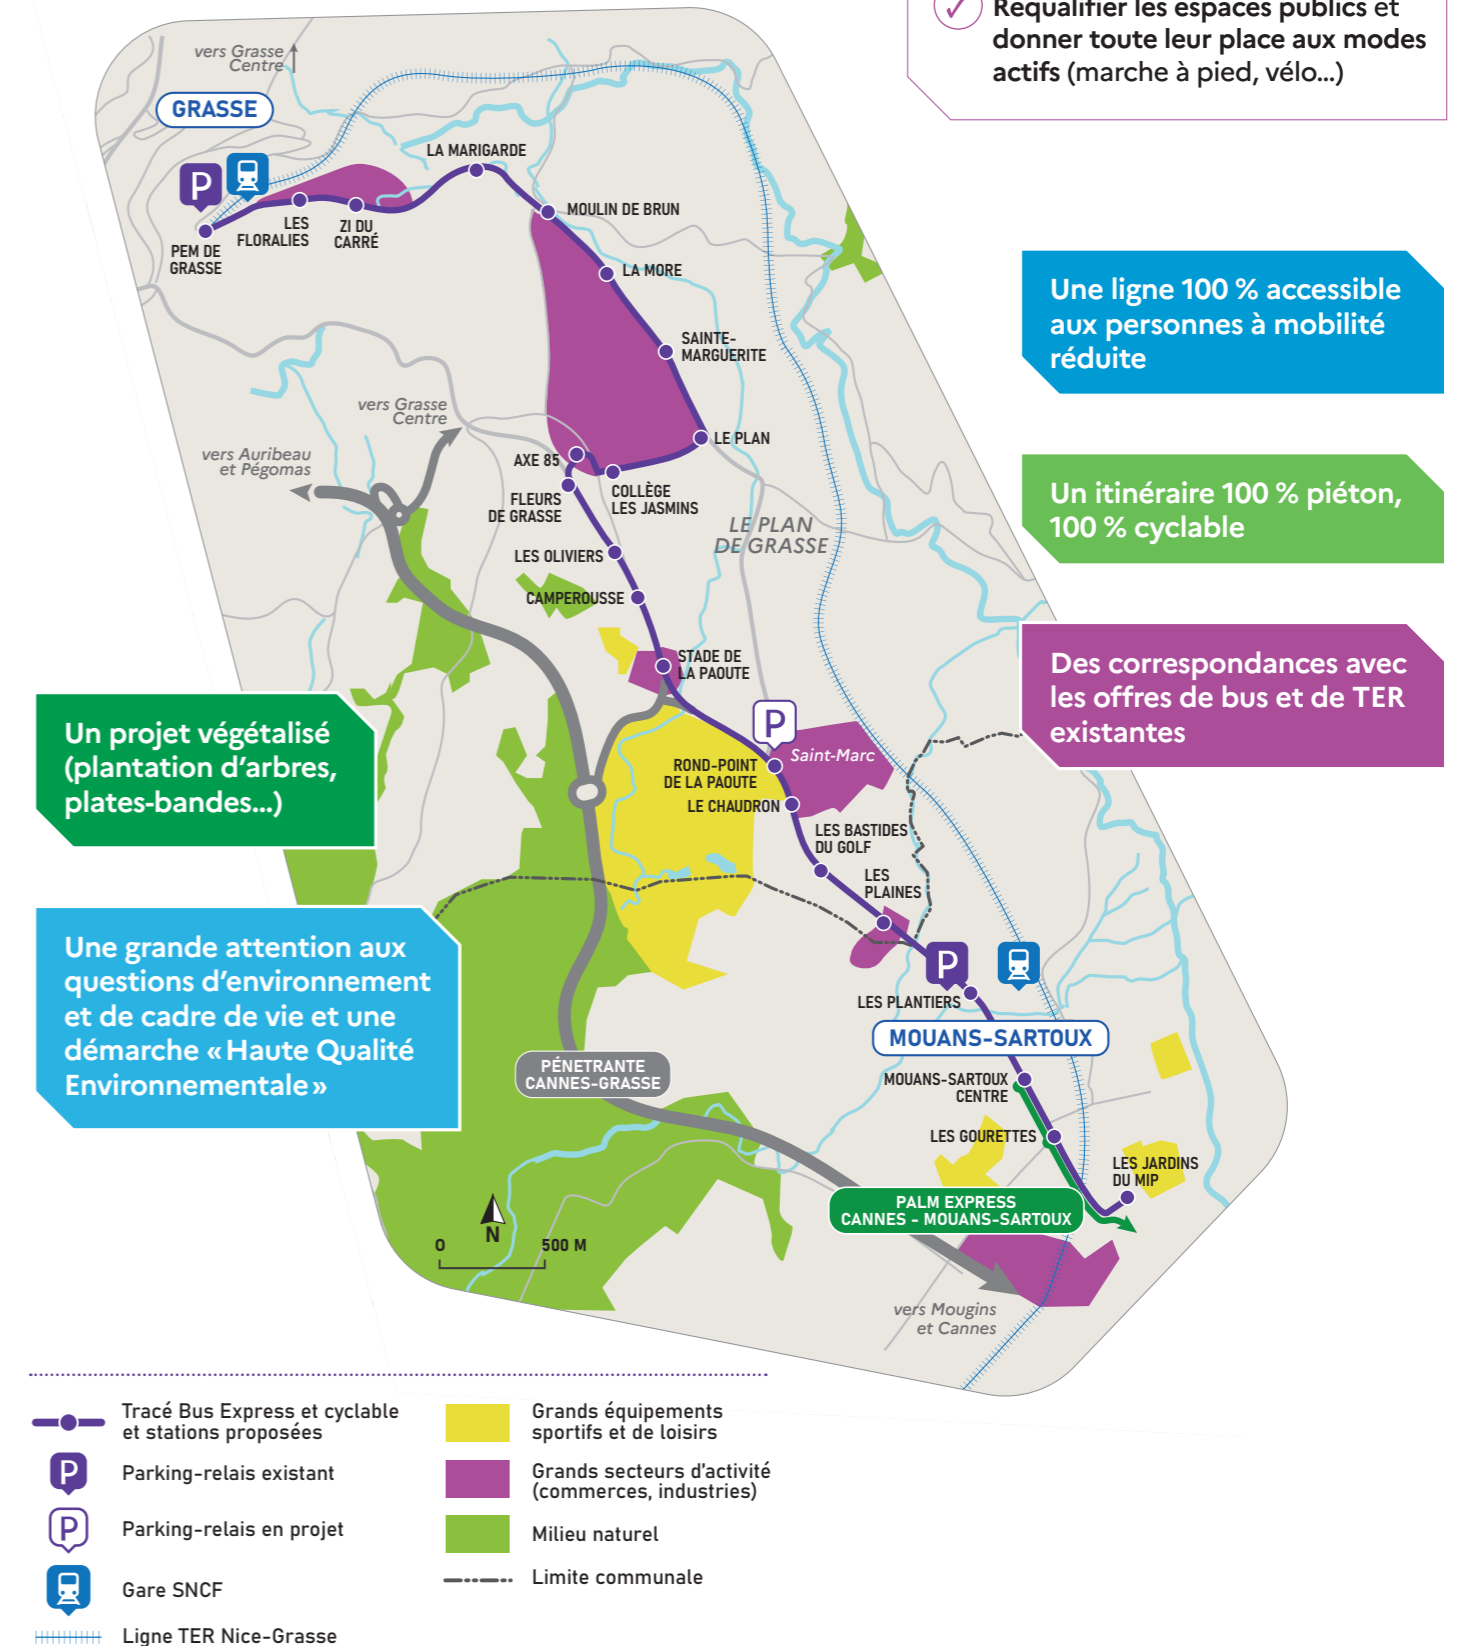 Requalifier les espaces publics et
donner toute leur place aux modes
actifs (marche à pied, vélo...)
vers Grasse
Centre
GRASSE
LA MARIGARDE
P
LES
FLORALIES
ZI DU
CARRÉ
MOULIN DE BRUN
PEM DE
GRASSE
LA MORE
Une ligne 100 % accessible
aux personnes à mobilité
réduite
SAINTE-
MARGUERITE
vers Grasse
Centre
LE PLAN
vers Auribeau
et Pégomas
AXE 85
COLLÈGE
LES JASMINS
FLEURS
DE GRASSE
Un itinéraire 100 % piéton,
100 % cyclable
LE PLAN
DE GRASSE
LES OLIVIERS
CAMPEROUSSE
STADE DE
LA PAOUTE
Des correspondances avec
les offres de bus et de TER
existantes
Un projet végétalisé
(plantation d'arbres,
plates-bandes...)
P
Saint-Marc
ROND-POINT
DE LA PAOUTE
LE CHAUDRON
LES BASTIDES
DU GOLF
LES
PLAINES
Une grande attention aux
questions d'environnement
et de cadre de vie et une
démarche « Haute Qualité
Environnementale »
P
LES PLANTIERS
MOUANS-SARTOUX
PÉNETRANTE
CANNES-GRASSE
MOUANS-SARTOUX
CENTRE
LES GOURETTES
LES JARDINS
DU MIP
PALM EXPRESS
CANNES - MOUANS-SARTOUX
N
0 500 M
vers Mougins
et Cannes
Tracé Bus Express et cyclable
et stations proposées
P Parking-relais existant
P Parking-relais en projet
Gare SNCF
Ligne TER Nice-Grasse
Grands équipements
sportifs et de loisirs
Grands secteurs d'activité
(commerces, industries)
Milieu naturel
Limite communale